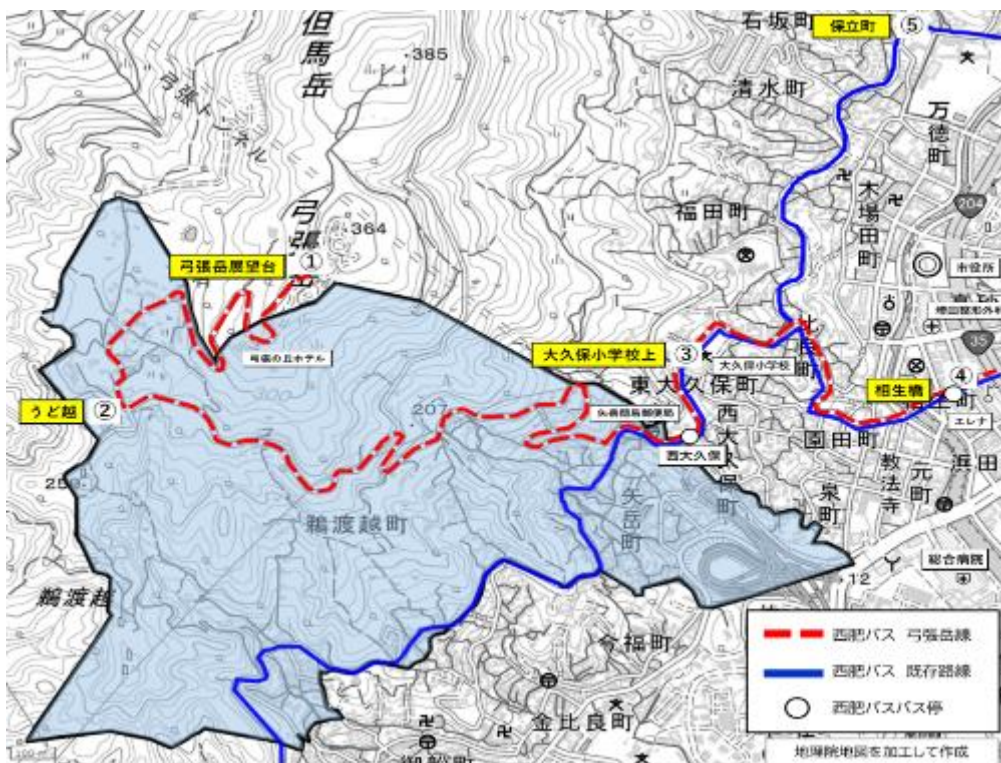 但馬岳
・385
弓張トンネル
石坂町
保立町
⑤
清水町
万徳町
204
福田町
木場田町
市役所
弓張岳
・364
弓張岳展望台
①
弓張の丘ホテル
35
大久保小学校上
③
大久保小学校
東大久保町
相生橋
④
エレナ
うど越
②
207
西大久保
西大久保町
園田町
教法寺
元町
浜田
泉町
矢岳町
鵜渡越町
鵜渡越
・12
総合病院
今福町
金比良町
西肥バス 弓張岳線
西肥バス 既存路線
西肥バスバス停
地理院地図を加工して作成